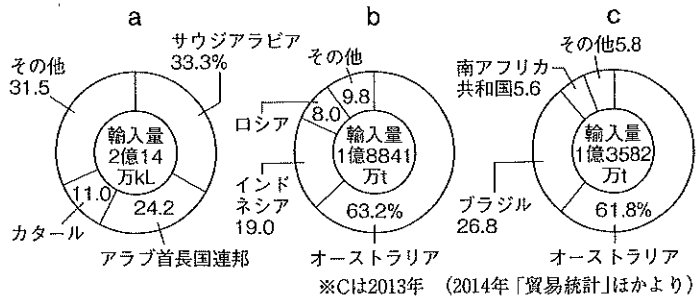 a
サウジアラビア
33.3%
その他
31.5
輸入量
2億14
万kL
11.0
カタール
24.2
アラブ首長国連邦
b
その他
9.8
8.0
ロシア
輸入量
1億8841
万t
インド
ネシア
19.0
63.2%
オーストラリア
c
その他5.8
南アフリカ
共和国5.6
輸入量
1億3582
万t
ブラジル
26.8
61.8%
オーストラリア
※Cは2013年 (2014年「貿易統計」ほかより)